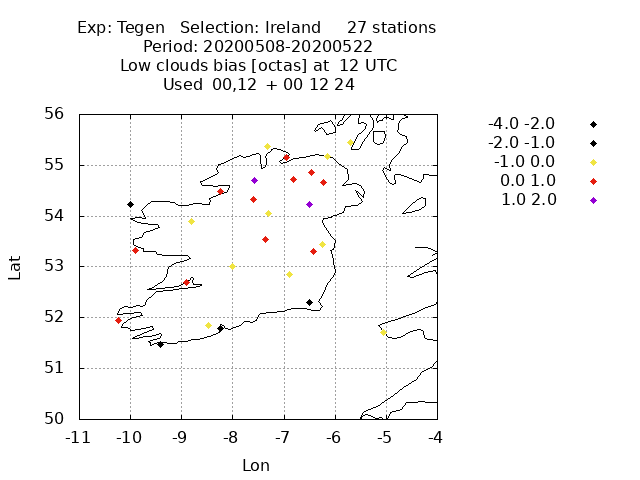 Exp: Tegen Selection: Ireland 27 stations
Period: 20200508-20200522
Low clouds bias [octas] at 12 UTC
Used 00,12 + 00 12 24
-4.0 -2.0
-2.0 -1.0
-1.0 0.0
0.0 1.0
1.0 2.0
56
55
54
53
52
51
50
Lat
-11 -10 -9 -8 -7 -6 -5 -4
Lon